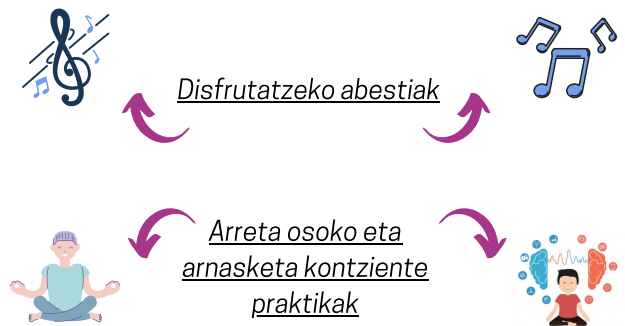 Disfrutatzeko abestiak
Arreta osoko eta
arnasketa kontziente
praktikak